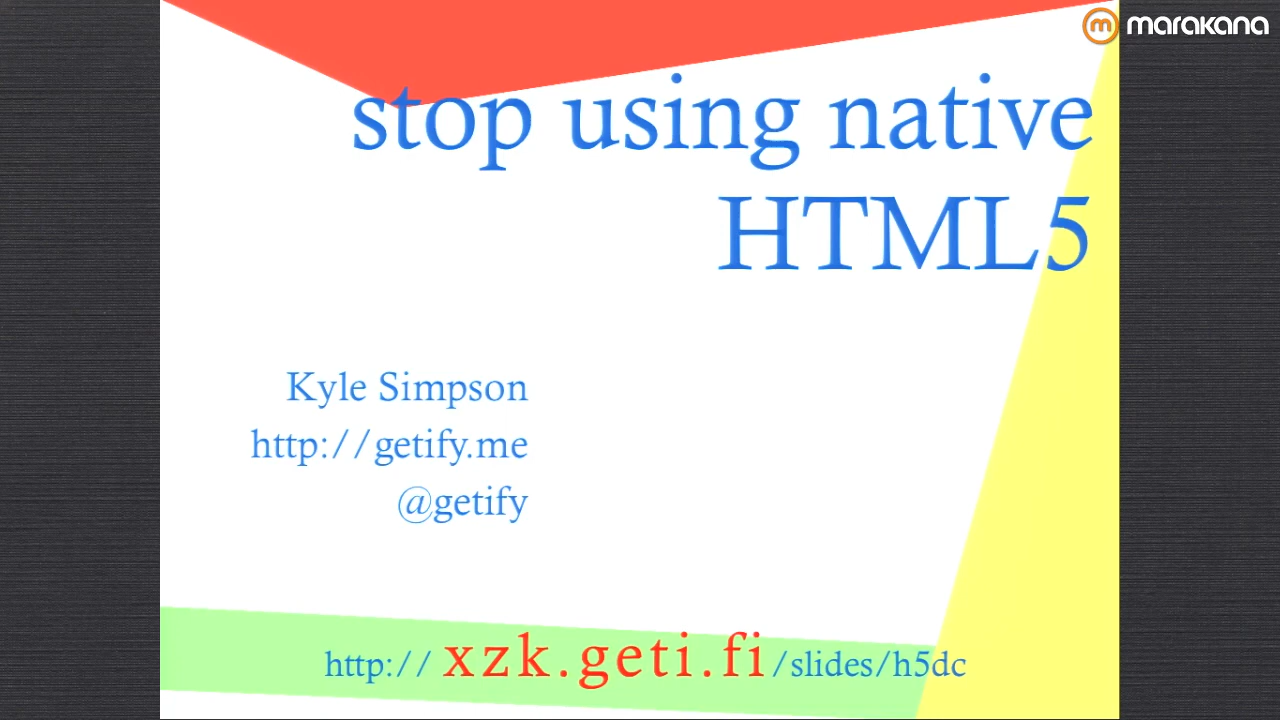 marakana
stop using native
HTML5
Kyle Simpson
http://getify.me
@getify
http:// xzk.geti.fi/slides/h5dc